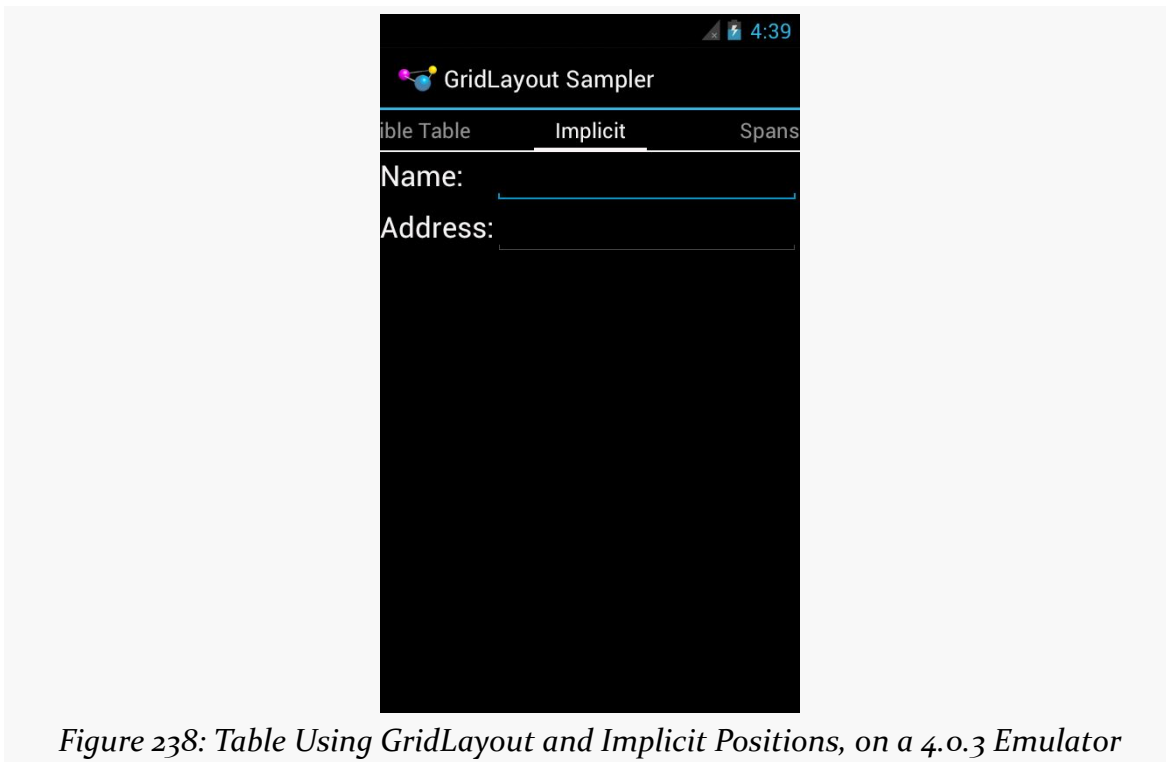 4:39
GridLayout Sampler
ible Table Implicit Spans
Name:
Address:
Figure 238: Table Using GridLayout and Implicit Positions, on a 4.0.3 Emulator